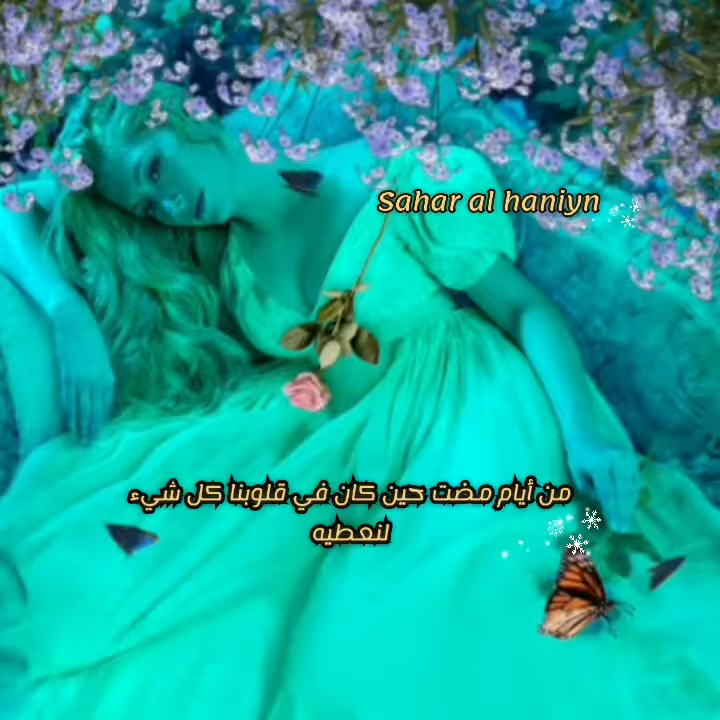 Sahar al haniyn
من أيام مضت حين كان في قلوبنا كل شيء
لنعطيه